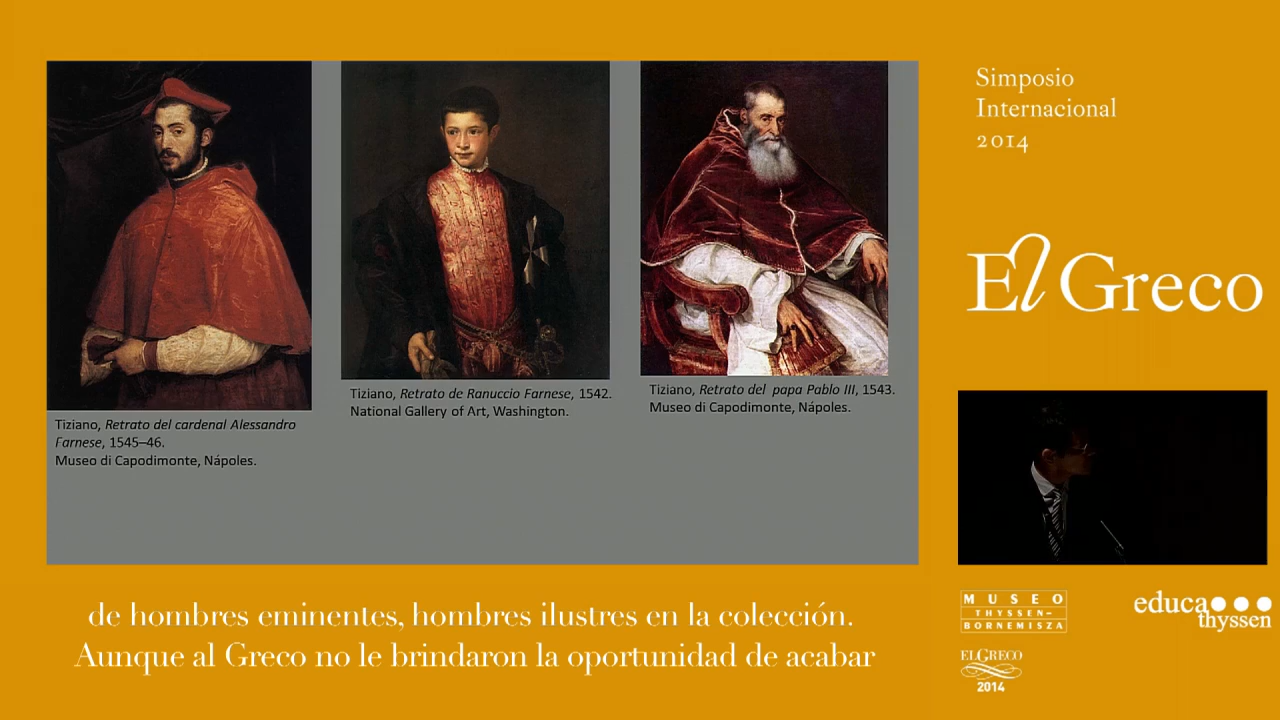 Simposio
Internacional
2014
El Greco
Tiziano, Retrato del cardenal Alessandro
Farnese, 1545–46.
Museo di Capodimonte, Nápoles.
Tiziano, Retrato de Ranuccio Farnese, 1542.
National Gallery of Art, Washington.
Tiziano, Retrato del papa Pablo III, 1543.
Museo di Capodimonte, Nápoles.
de hombres eminentes, hombres ilustres en la colección.
Aunque al Greco no le brindaron la oportunidad de acabar
MUSEO
THYSSEN-
BORNEMISZA
educa
thyssen
ELGRECO
2014